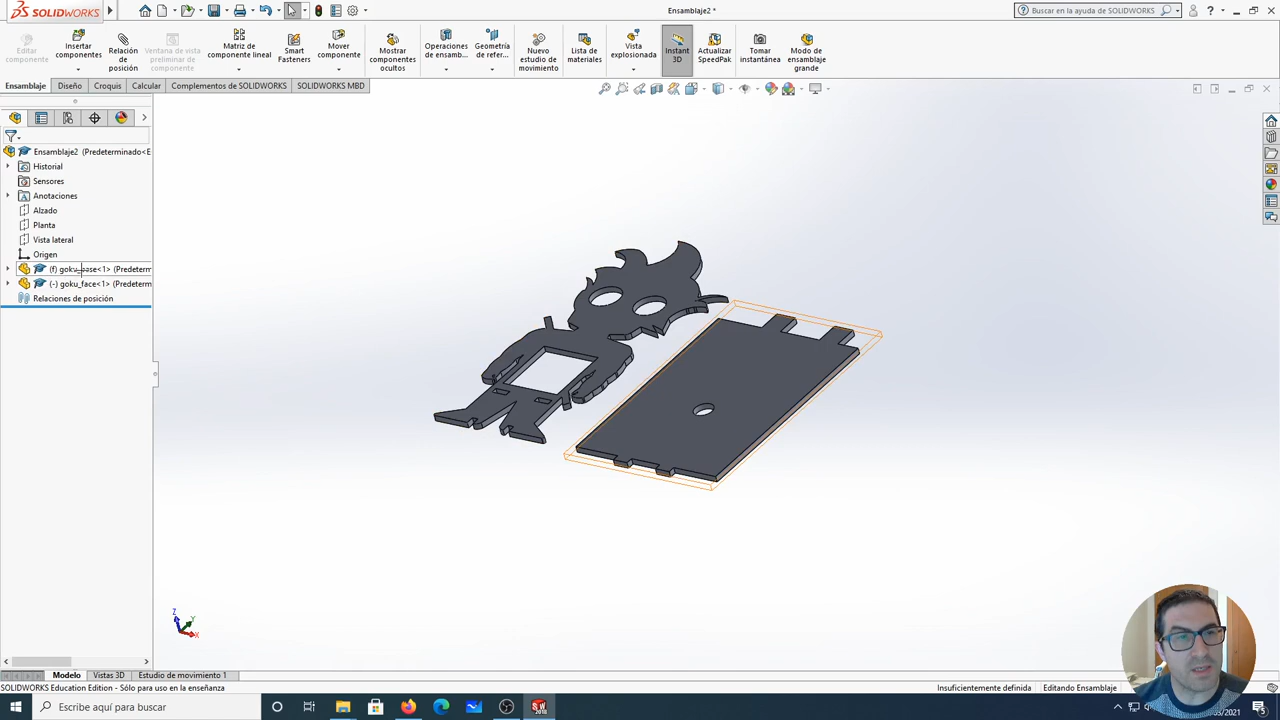 SOLIDWORKS
Ensamblaje2 *
Buscar en la ayuda de SOLIDWORKS
Editar componente
Insertar componentes
Relación de posición
Ventana de vista preliminar de componente
Matriz de componente lineal
Smart Fasteners
Mover componente
Mostrar componentes ocultos
Operaciones de ensamb...
Geometría de refer...
Nuevo estudio de movimiento
Lista de materiales
Vista explosionada
Instant 3D
Actualizar SpeedPak
Tomar instantánea
Modo de ensamblaje grande
Ensamblaje
Diseño
Croquis
Calcular
Complementos de SOLIDWORKS
SOLIDWORKS MBD
Ensamblaje2 (Predeterminado<E
Historial
Sensores
Anotaciones
Alzado
Planta
Vista lateral
Origen
(f) goku_base<1> (Predeterm
(-) goku_face<1> (Predeterm
Relaciones de posición
Z
Y
X
Modelo
Vistas 3D
Estudio de movimiento 1
SOLIDWORKS Education Edition - Sólo para uso en la enseñanza
Insuficientemente definida
Editando Ensamblaje
Escribe aquí para buscar